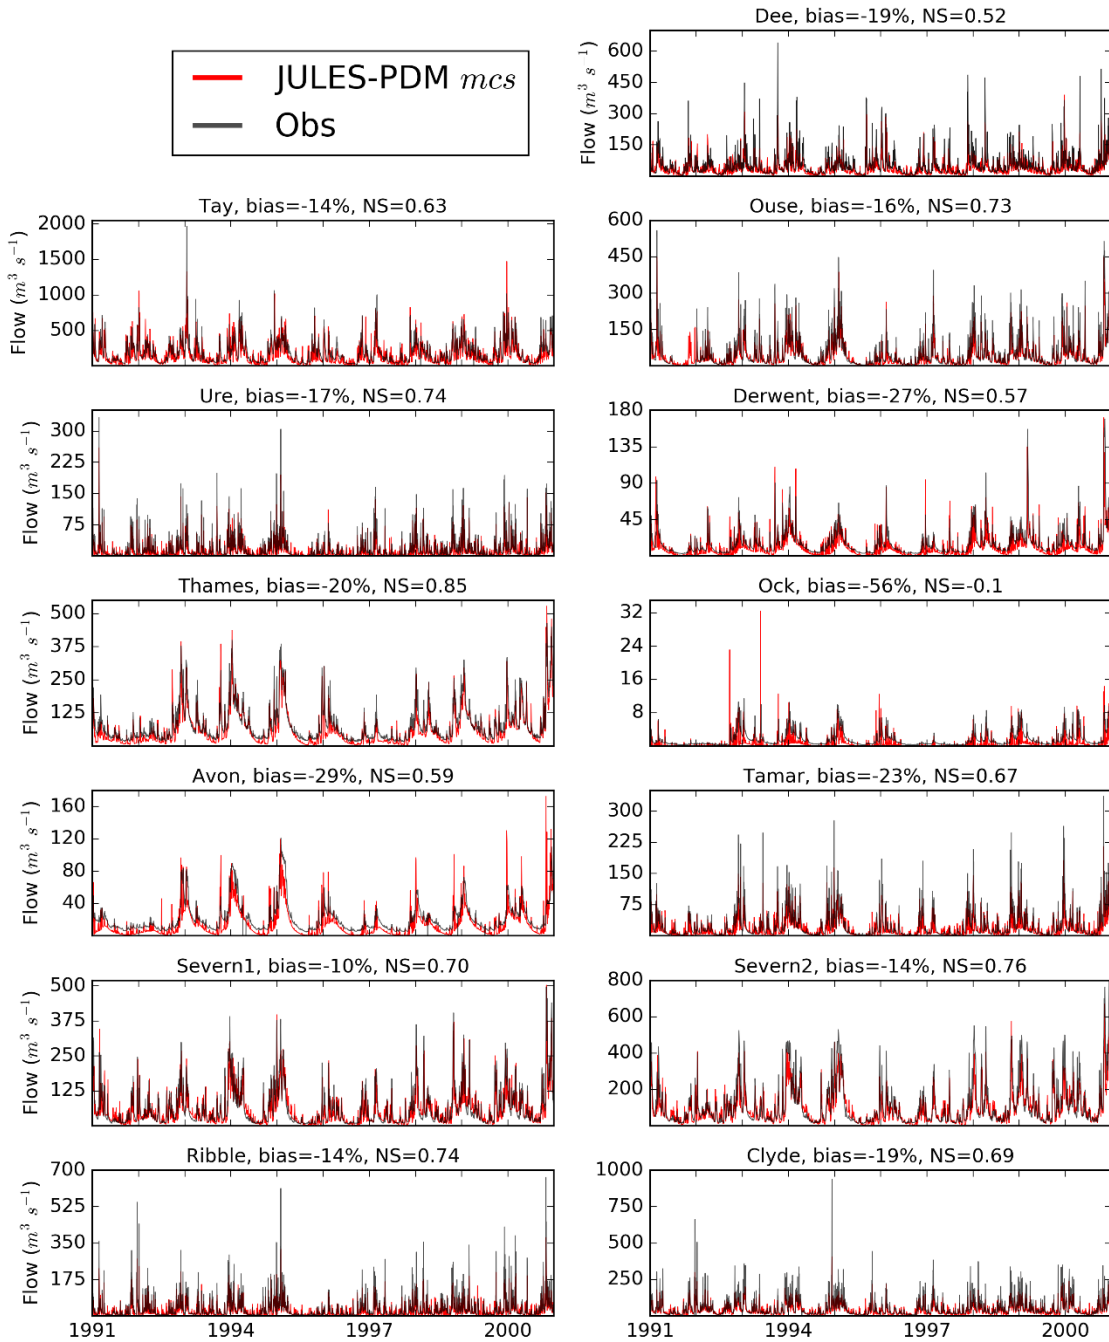 Dee, bias=-19%, NS=0.52
JULES-PDM mcs
Obs
Flow (m³ s⁻¹)
600
450
300
150
Tay, bias=-14%, NS=0.63
Flow (m³ s⁻¹)
2000
1500
1000
500
Ouse, bias=-16%, NS=0.73
600
450
300
150
Ure, bias=-17%, NS=0.74
Flow (m³ s⁻¹)
300
225
150
75
Derwent, bias=-27%, NS=0.57
180
135
90
45
Thames, bias=-20%, NS=0.85
Flow (m³ s⁻¹)
500
375
250
125
Ock, bias=-56%, NS=-0.1
32
24
16
8
Avon, bias=-29%, NS=0.59
Flow (m³ s⁻¹)
160
120
80
40
Tamar, bias=-23%, NS=0.67
300
225
150
75
Severn1, bias=-10%, NS=0.70
Flow (m³ s⁻¹)
500
375
250
125
Severn2, bias=-14%, NS=0.76
800
600
400
200
Ribble, bias=-14%, NS=0.74
Flow (m³ s⁻¹)
700
525
350
175
1991 1994 1997 2000
Clyde, bias=-19%, NS=0.69
1000
750
500
250
1991 1994 1997 2000